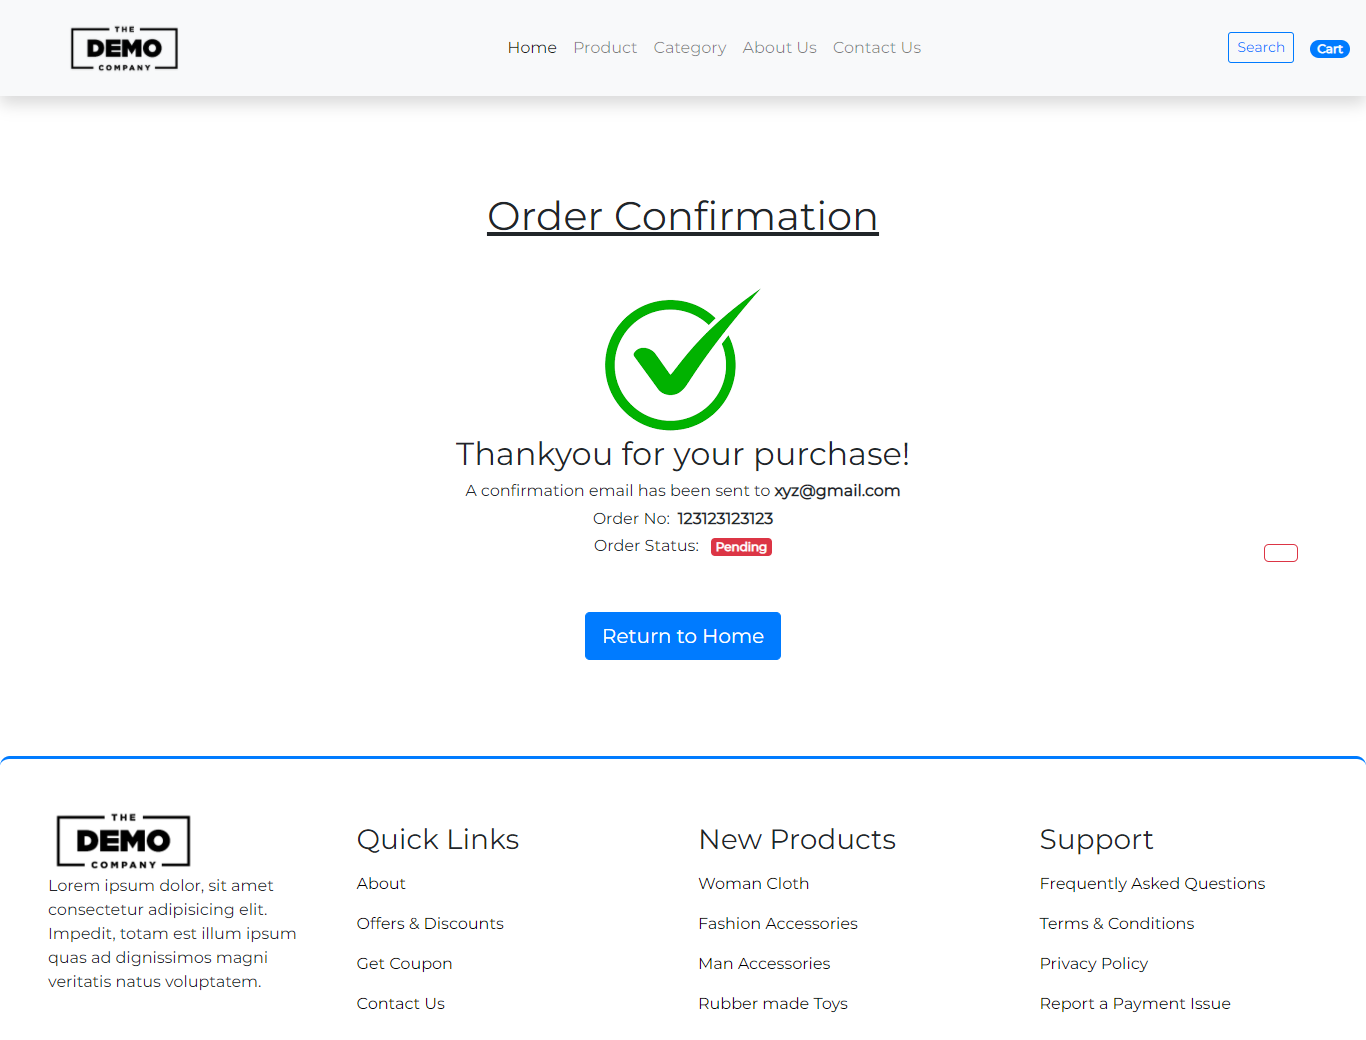 THE
DEMO
COMPANY
Home Product Category About Us Contact Us
Search Cart
Order Confirmation
Thankyou for your purchase!
A confirmation email has been sent to xyz@gmail.com
Order No: 123123123123
Order Status: Pending
Return to Home
THE
DEMO
COMPANY
Lorem ipsum dolor, sit amet
consectetur adipisicing elit.
Impedit, totam est illum ipsum
quas ad dignissimos magni
veritatis natus voluptatem.
Quick Links
About
Offers & Discounts
Get Coupon
Contact Us
New Products
Woman Cloth
Fashion Accessories
Man Accessories
Rubber made Toys
Support
Frequently Asked Questions
Terms & Conditions
Privacy Policy
Report a Payment Issue